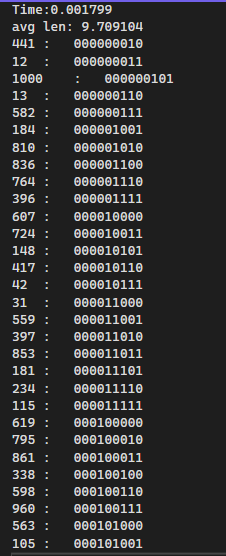 Time:0.001799
avg len: 9.709104
441 : 000000010
12 : 000000011
1000 : 000000101
13 : 000000110
582 : 000000111
184 : 000001001
810 : 000001010
836 : 000001100
764 : 000001110
396 : 000001111
607 : 000010000
724 : 000010011
148 : 000010101
417 : 000010110
42 : 000010111
31 : 000011000
559 : 000011001
397 : 000011010
853 : 000011011
181 : 000011101
234 : 000011110
115 : 000011111
619 : 000100000
795 : 000100010
861 : 000100011
338 : 000100100
598 : 000100110
960 : 000100111
563 : 000101000
105 : 000101001